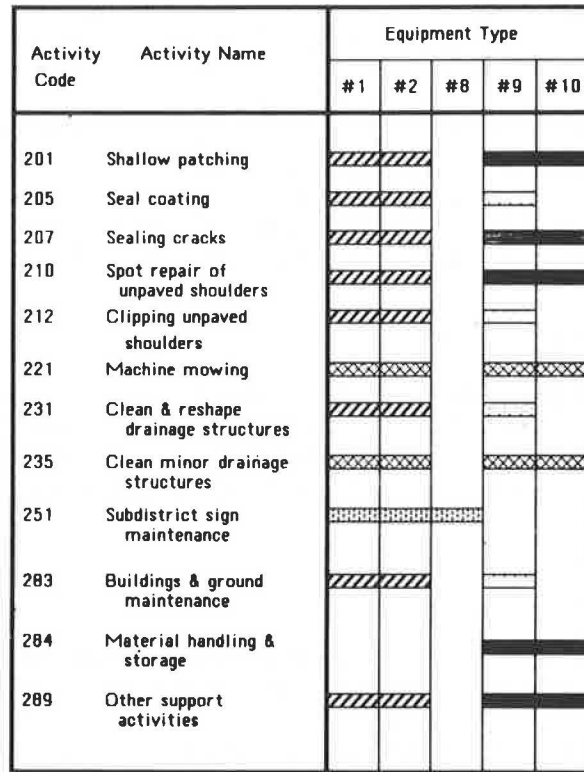 Equipment Type
Activity Activity Name
Code
#1 #2 #8 #9 #10
201 Shallow patching
205 Seal coating
207 Sealing cracks
210 Spot repair of
unpaved shoulders
212 Clipping unpaved
shoulders
221 Machine mowing
231 Clean & reshape
drainage structures
235 Clean minor drainage
structures
251 Subdistrict sign
maintenance
283 Buildings & ground
maintenance
284 Material handling &
storage
289 Other support
activities